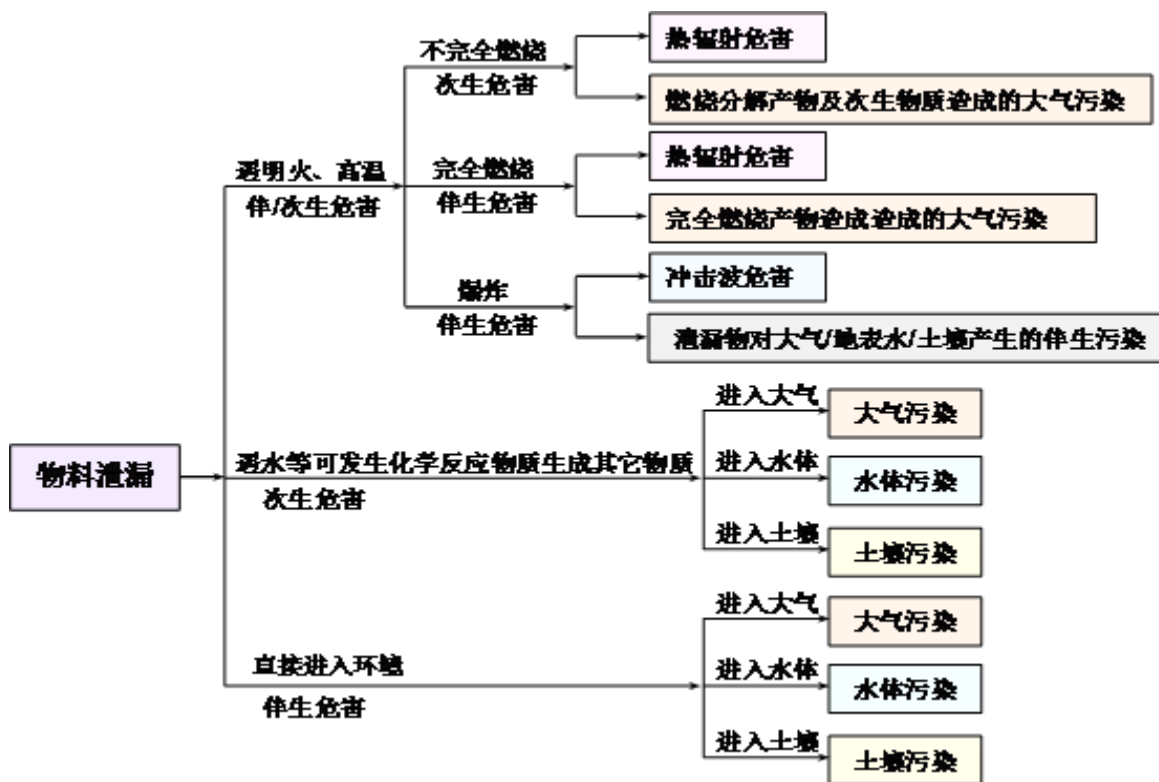 不完全燃烧
次生危害
热辐射危害
燃烧分解产物及次生物质造成的大气污染
遇明火、高温
伴/次生危害
完全燃烧
伴生危害
热辐射危害
完全燃烧产物造成造成的大气污染
爆炸
伴生危害
冲击波危害
泄漏物对大气/地表水/土壤产生的伴生污染
物料泄漏
遇水等可发生化学反应物质生成其它物质
次生危害
进入大气
大气污染
进入水体
水体污染
进入土壤
土壤污染
直接进入环境
伴生危害
进入大气
大气污染
进入水体
水体污染
进入土壤
土壤污染